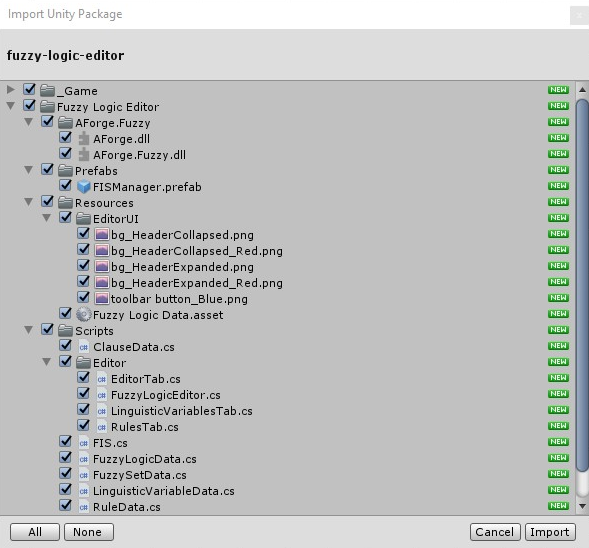 Import Unity Package
x
fuzzy-logic-editor
_Game NEW
Fuzzy Logic Editor NEW
AForge.Fuzzy NEW
AForge.dll NEW
AForge.Fuzzy.dll NEW
Prefabs NEW
FISManager.prefab NEW
Resources NEW
EditorUI NEW
bg_HeaderCollapsed.png NEW
bg_HeaderCollapsed_Red.png NEW
bg_HeaderExpanded.png NEW
bg_HeaderExpanded_Red.png NEW
toolbar button_Blue.png NEW
Fuzzy Logic Data.asset NEW
Scripts NEW
C# ClauseData.cs NEW
Editor NEW
C# EditorTab.cs NEW
C# FuzzyLogicEditor.cs NEW
C# LinguisticVariablesTab.cs NEW
C# RulesTab.cs NEW
C# FIS.cs NEW
C# FuzzyLogicData.cs NEW
C# FuzzySetData.cs NEW
C# LinguisticVariableData.cs NEW
C# RuleData.cs NEW
All None Cancel Import